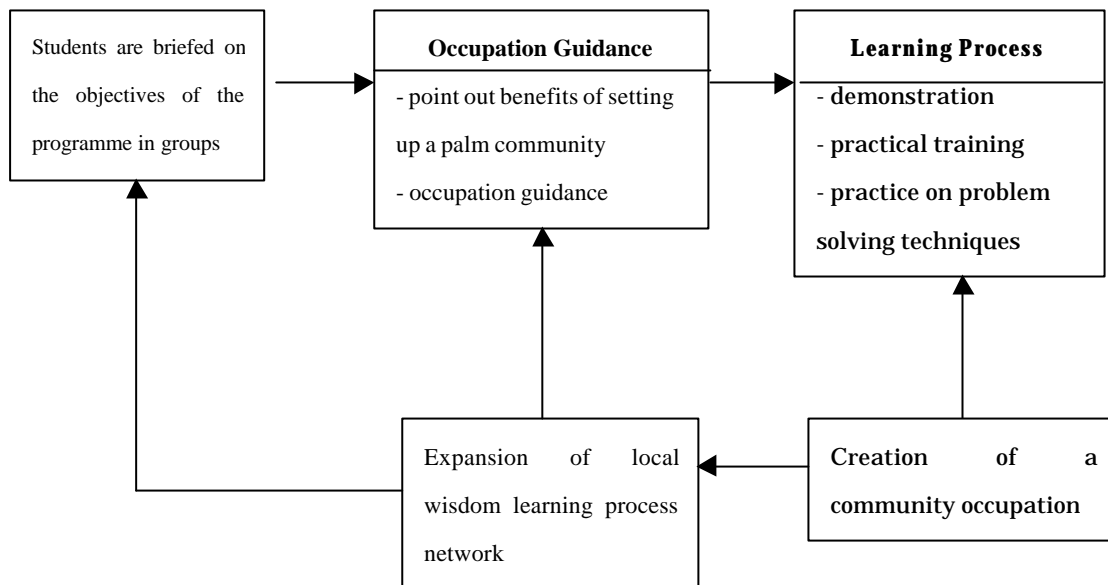 Students are briefed on
the objectives of the
programme in groups
Occupation Guidance
- point out benefits of setting
up a palm community
- occupation guidance
Learning Process
- demonstration
- practical training
- practice on problem
solving techniques
Expansion of local
wisdom learning process
network
Creation of a
community occupation